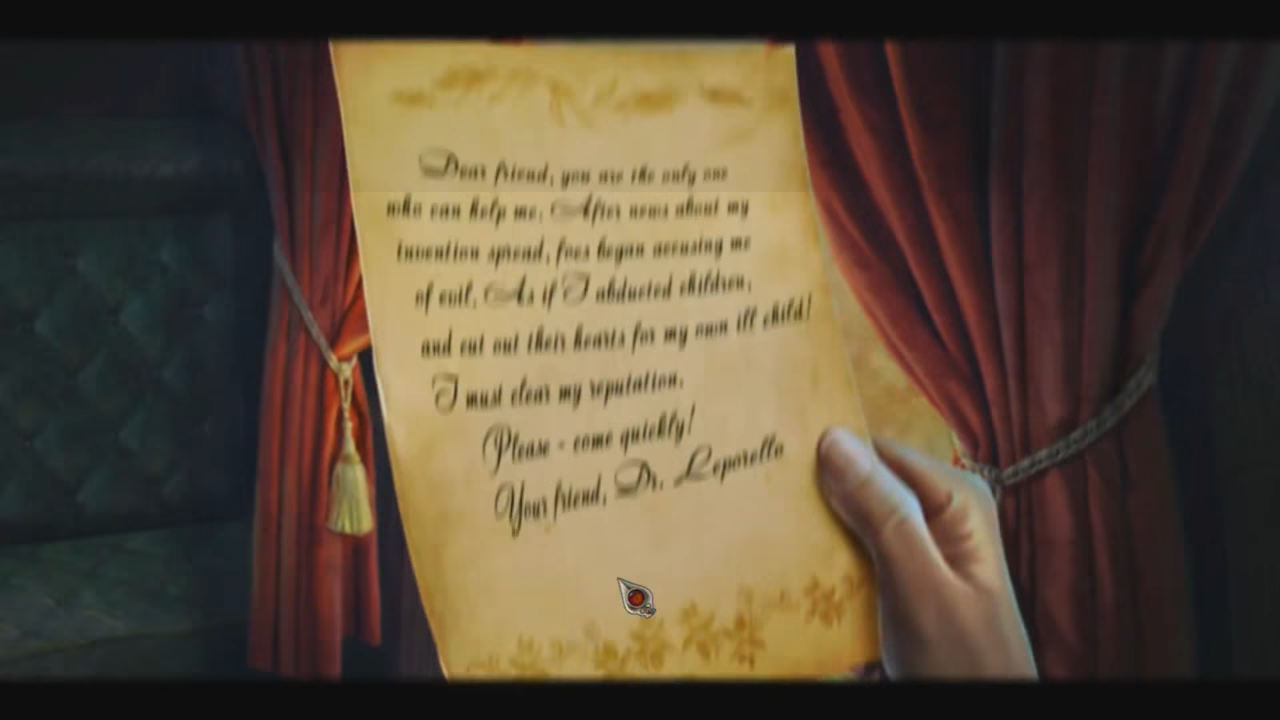 Dear friend, you are the only one
who can help me. After news about my
invention spread, foes began accusing me
of evil. As if I abducted children,
and cut out their hearts for my own ill child!
I must clear my reputation.
Please - come quickly!
Your friend, Dr. Leporello